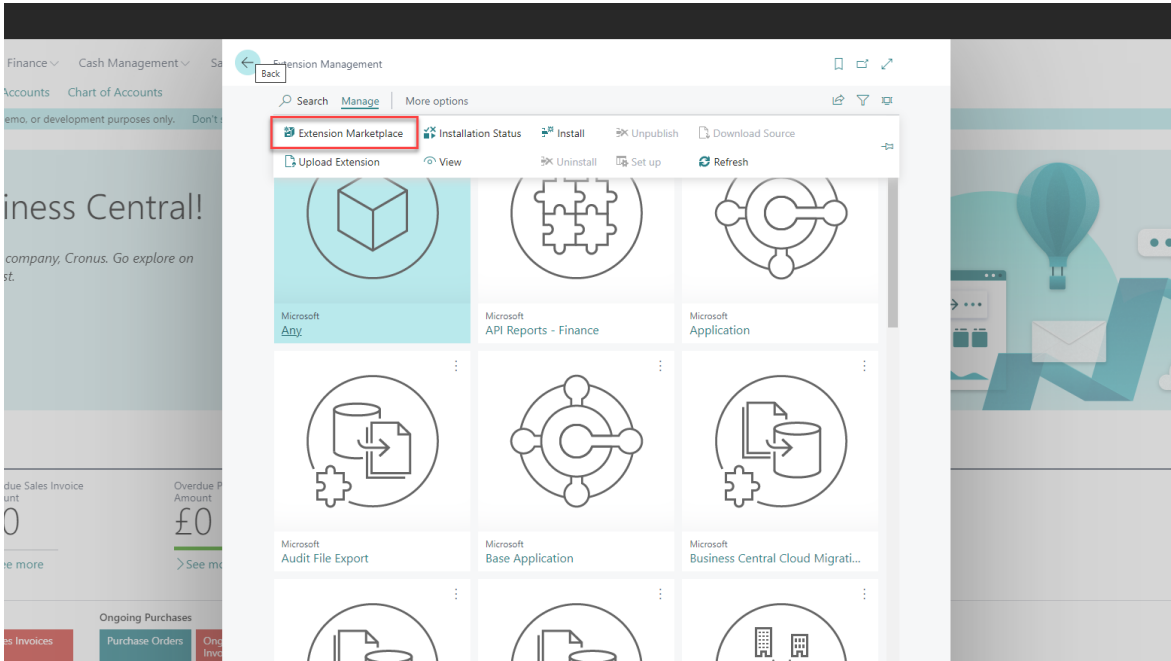 Finance Cash Management Sa
Extension Management
Back
Accounts Chart of Accounts
Search Manage More options
emo. or development purposes only. Don't s
Extension Marketplace Installation Status Install Unpublish Download Source
Upload Extension View Uninstall Set up Refresh
iness Central!
company, Cronus. Go explore on
st.
Microsoft Microsoft Microsoft
Any API Reports - Finance Application
due Sales Invoice Overdue P
unt Amount
0 £0
ee more See mo
Microsoft Microsoft Microsoft
Audit File Export Base Application Business Central Cloud Migrati...
Ongoing Purchases
es Invoices Purchase Orders Ong
Invo